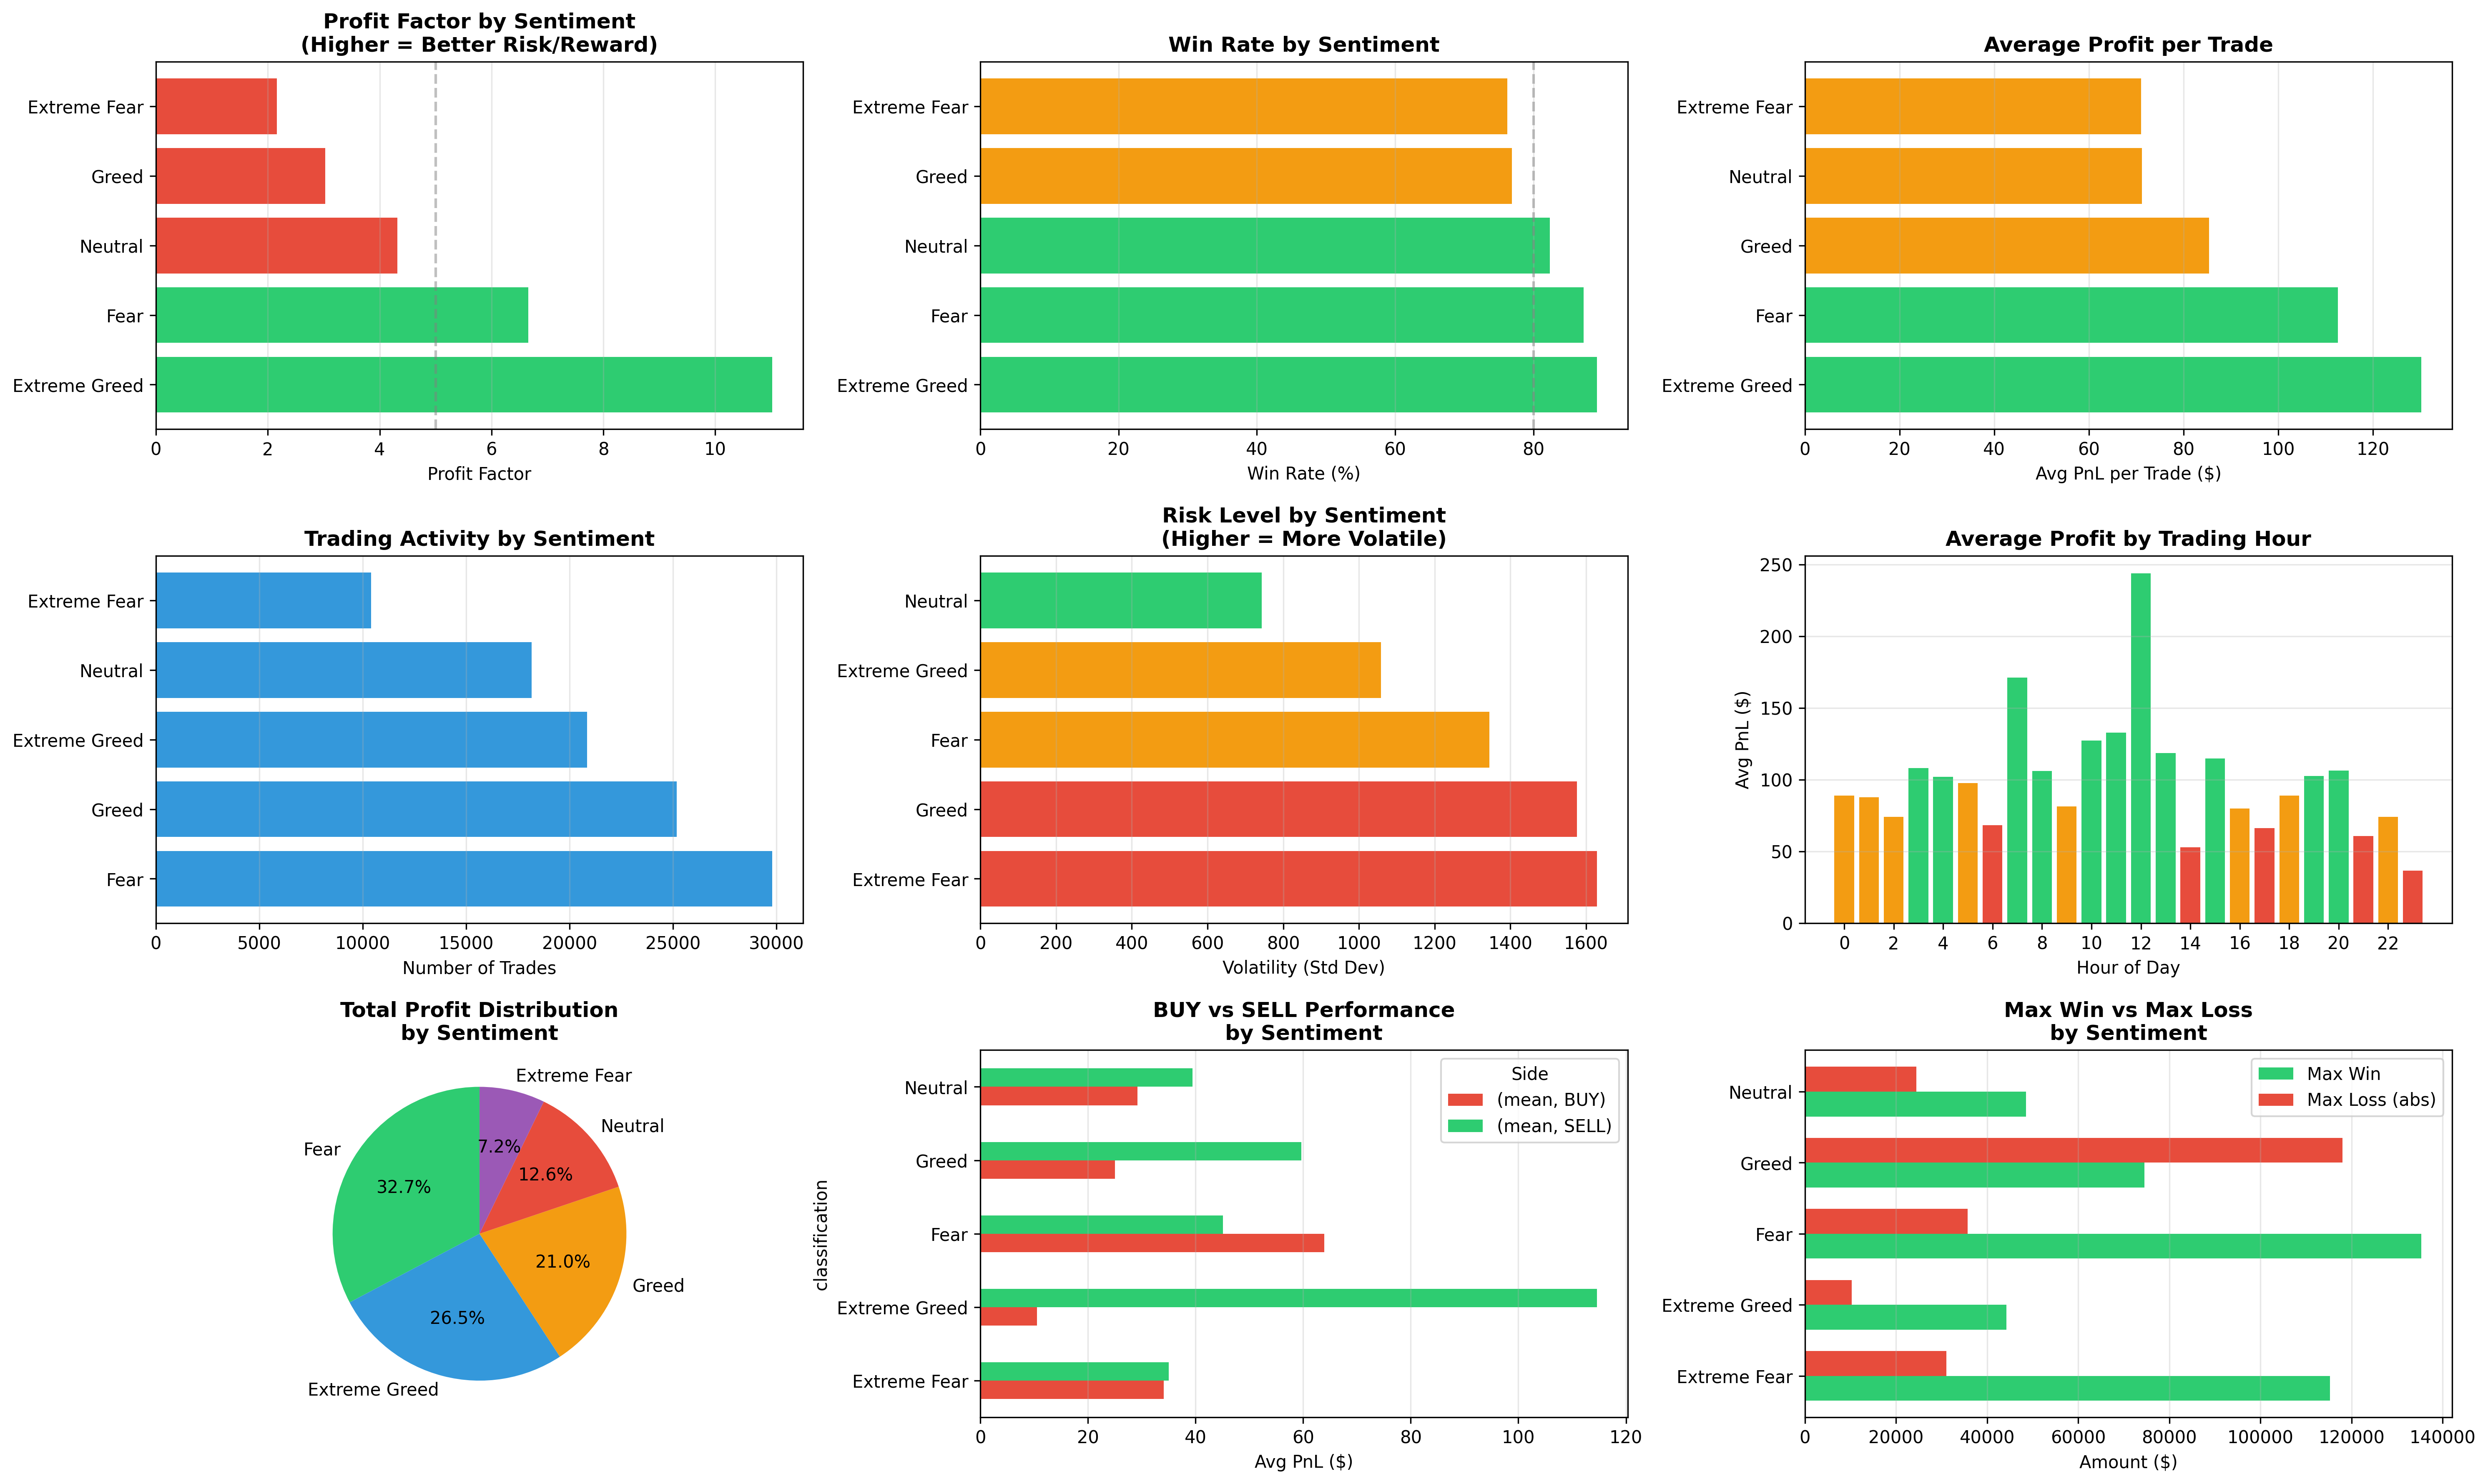 Profit Factor by Sentiment
(Higher = Better Risk/Reward)
Extreme Fear
Greed
Neutral
Fear
Extreme Greed
0 2 4 6 8 10
Profit Factor
Win Rate by Sentiment
Extreme Fear
Greed
Neutral
Fear
Extreme Greed
0 20 40 60 80
Win Rate (%)
Average Profit per Trade
Extreme Fear
Neutral
Greed
Fear
Extreme Greed
0 20 40 60 80 100 120
Avg PnL per Trade ($)
Trading Activity by Sentiment
Extreme Fear
Neutral
Extreme Greed
Greed
Fear
0 5000 10000 15000 20000 25000 30000
Number of Trades
Risk Level by Sentiment
(Higher = More Volatile)
Neutral
Extreme Greed
Fear
Greed
Extreme Fear
0 200 400 600 800 1000 1200 1400 1600
Volatility (Std Dev)
Average Profit by Trading Hour
Avg PnL ($)
250
200
150
100
50
0
0 2 4 6 8 10 12 14 16 18 20 22
Hour of Day
Total Profit Distribution
by Sentiment
Extreme Fear
Neutral
Fear
7.2%
12.6%
32.7%
21.0%
Greed
26.5%
Extreme Greed
BUY vs SELL Performance
by Sentiment
classification
Side
(mean, BUY)
(mean, SELL)
Neutral
Greed
Fear
Extreme Greed
Extreme Fear
0 20 40 60 80 100 120
Avg PnL ($)
Max Win vs Max Loss
by Sentiment
Max Win
Max Loss (abs)
Neutral
Greed
Fear
Extreme Greed
Extreme Fear
0 20000 40000 60000 80000 100000 120000 140000
Amount ($)